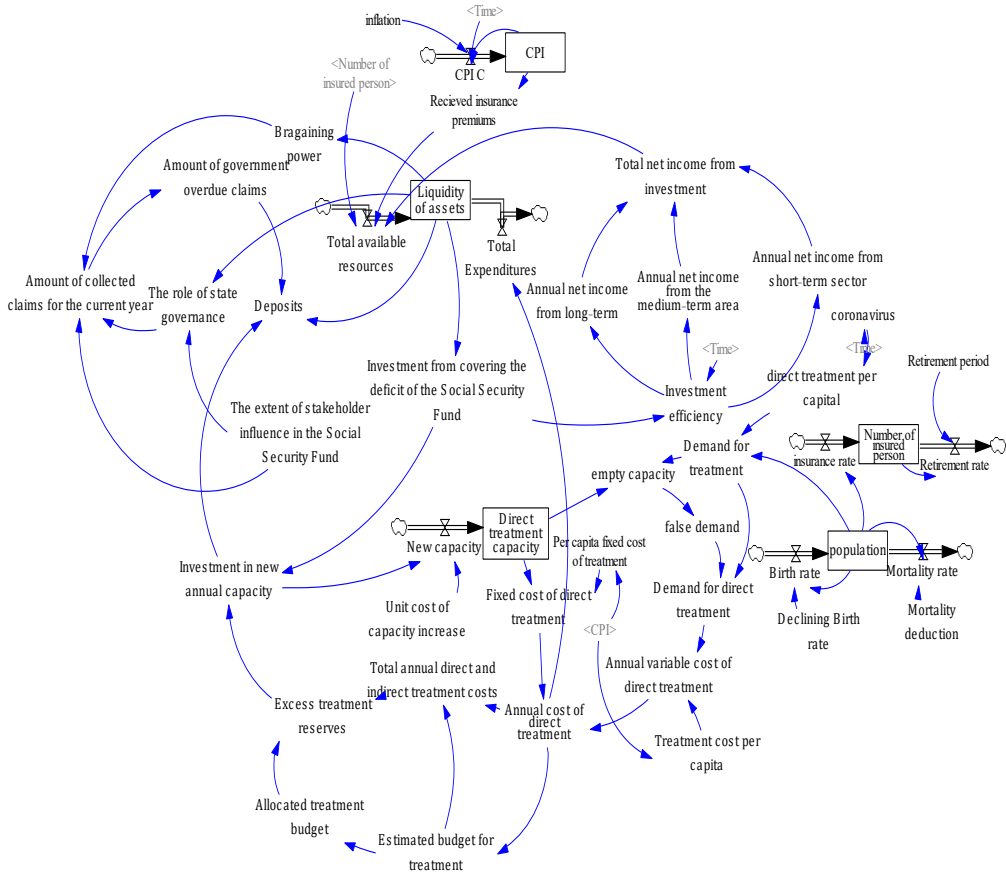 inflation
<Time>
CPI
CPI C
<Number of
insured person>
Recieved insurance
premiums
Bragaining
power
Amount of government
overdue claims
Total net income from
investment
Liquidity
of assets
Total available
resources
Total
Expenditures
Amount of collected
claims for the current year
The role of state
governance
Deposits
Annual net income
from long-term
Annual net income
from the
medium-term area
Annual net income from
short-term sector
coronavirus
<Time>
<Time>
direct treatment per
capital
Retirement period
Investment from covering the
deficit of the Social Security
Fund
Investment
efficiency
The extent of stakeholder
influence in the Social
Security Fund
Demand for
treatment
Number of
insured
person
insurance rate
Retirement rate
empty capacity
Direct
treatment
capacity
New capacity
false demand
Per capita fixed cost
of treatment
population
Birth rate
Mortality rate
Investment in new
annual capacity
Unit cost of
capacity increase
Fixed cost of direct
treatment
Demand for direct
treatment
Declining Birth
rate
Mortality
deduction
<CPI>
Total annual direct and
indirect treatment costs
Annual variable cost of
direct treatment
Excess treatment
reserves
Annual cost of
direct
treatment
Treatment cost per
capita
Allocated treatment
budget
Estimated budget for
treatment